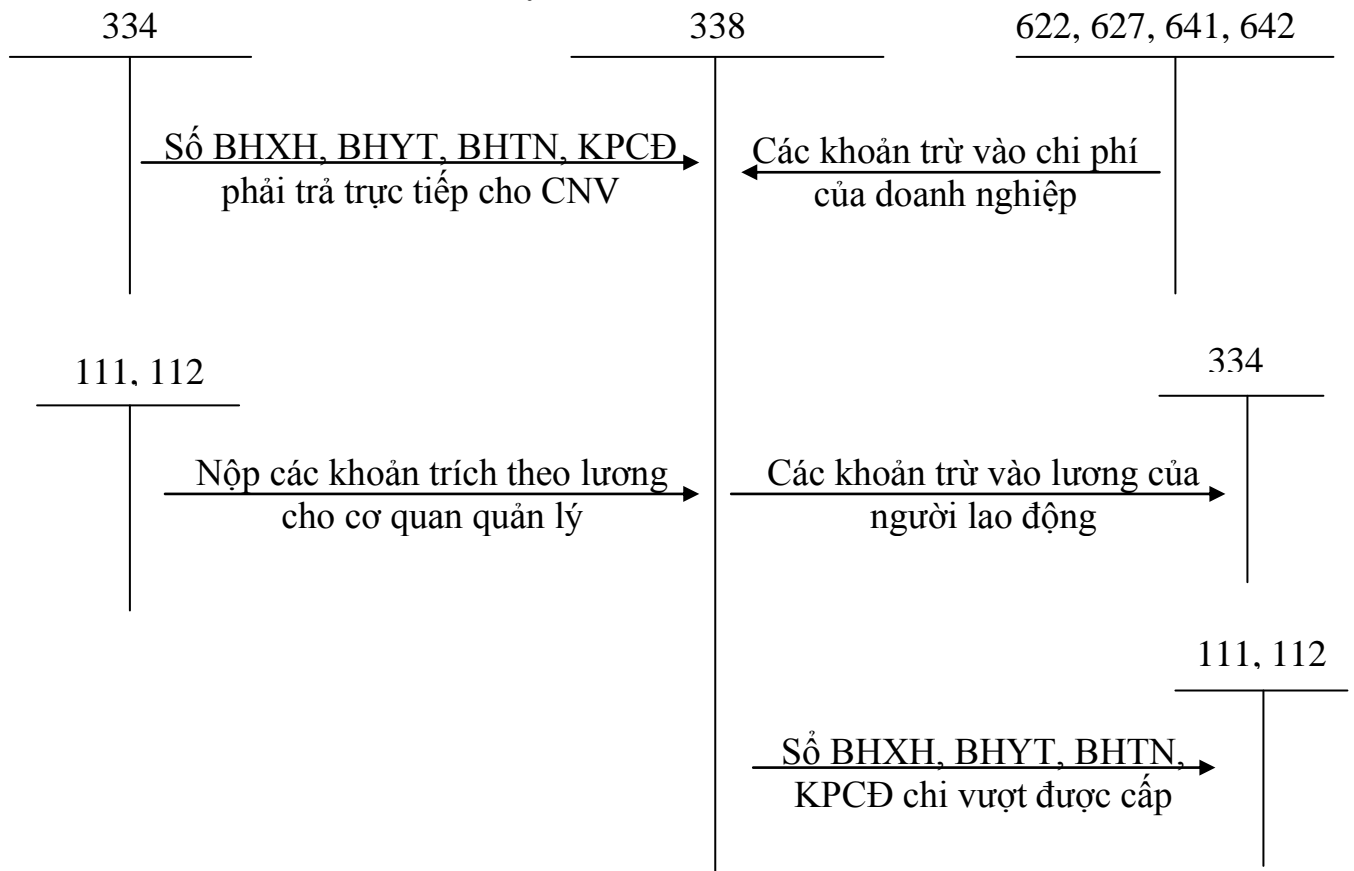 334
338
622, 627, 641, 642
Số BHXH, BHYT, BHTN, KPCĐ
phải trả trực tiếp cho CNV
Các khoản trừ vào chi phí
của doanh nghiệp
111, 112
334
Nộp các khoản trích theo lương
cho cơ quan quản lý
Các khoản trừ vào lương của
người lao động
111, 112
Sổ BHXH, BHYT, BHTN,
KPCĐ chi vượt được cấp